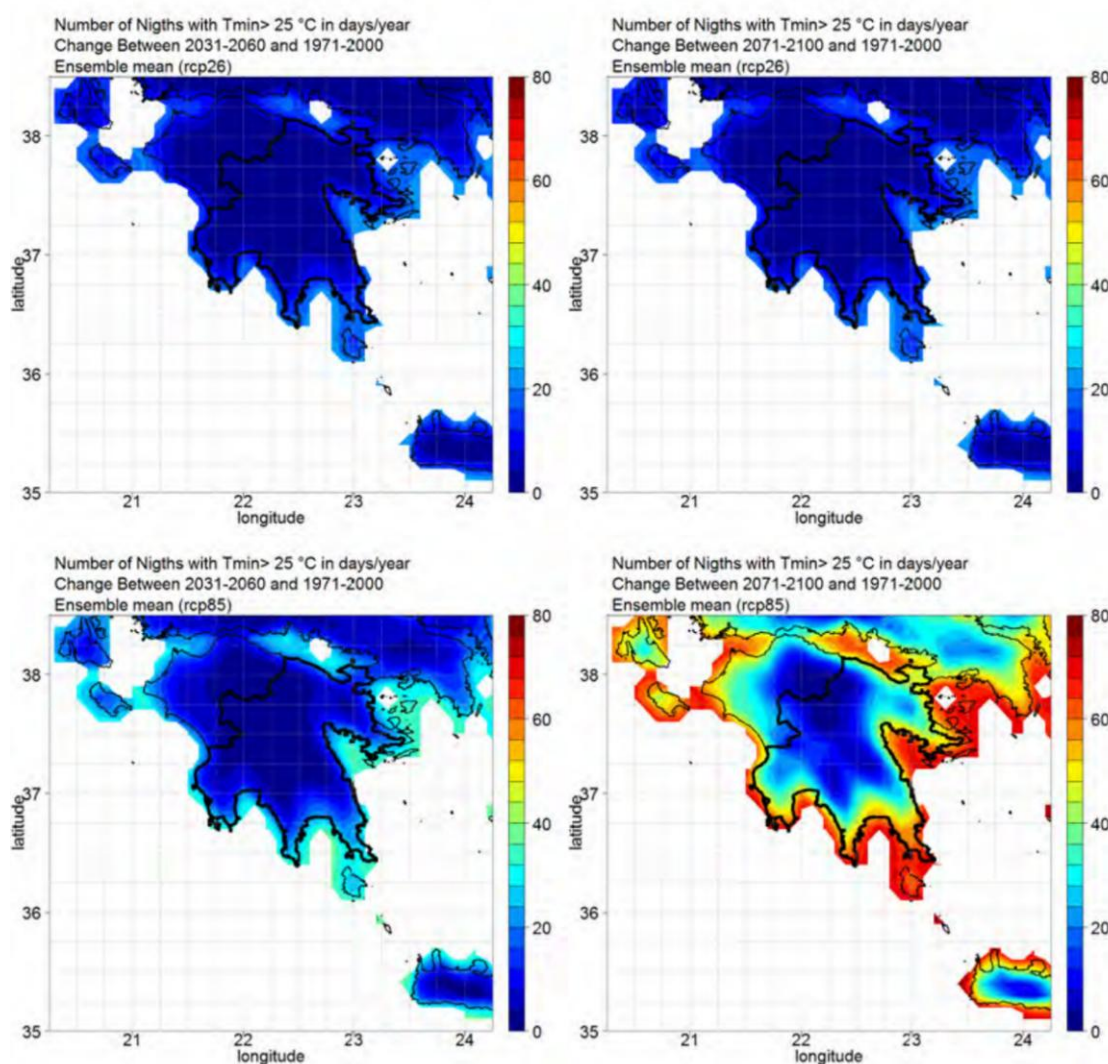 Number of Nigths with Tmin> 25 °C in days/year
Change Between 2031-2060 and 1971-2000
Ensemble mean (rcp26)
80
60
40
20
0
38
37
36
35
latitude
21
22
23
24
longitude
Number of Nigths with Tmin> 25 °C in days/year
Change Between 2071-2100 and 1971-2000
Ensemble mean (rcp26)
80
60
40
20
0
38
37
36
35
latitude
21
22
23
24
longitude
Number of Nigths with Tmin> 25 °C in days/year
Change Between 2031-2060 and 1971-2000
Ensemble mean (rcp85)
80
60
40
20
0
38
37
36
35
latitude
21
22
23
24
longitude
Number of Nigths with Tmin> 25 °C in days/year
Change Between 2071-2100 and 1971-2000
Ensemble mean (rcp85)
80
60
40
20
0
38
37
36
35
latitude
21
22
23
24
longitude